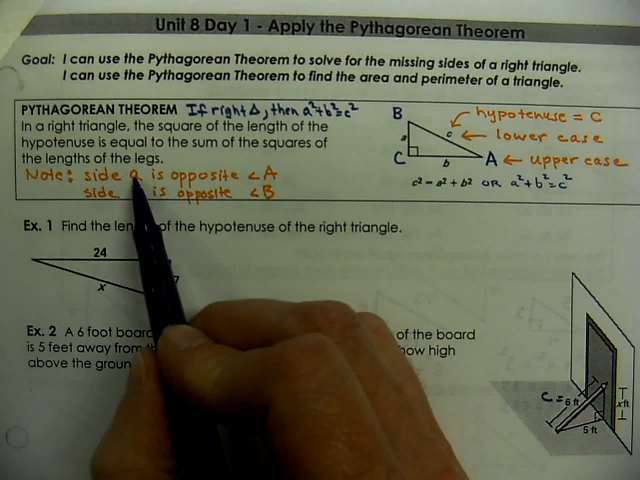 Unit 8 Day 1 - Apply the Pythagorean Theorem
Goal: I can use the Pythagorean Theorem to solve for the missing sides of a right triangle.
I can use the Pythagorean Theorem to find the area and perimeter of a triangle.
PYTHAGOREAN THEOREM If right Δ, then a²+b²=c²
In a right triangle, the square of the length of the
hypotenuse is equal to the sum of the squares of
the lengths of the legs.
Note: side a is opposite ∠A
side is opposite ∠B
B
hypotenuse = c
a
c
lower case
C
b
A
upper case
c² = a² + b² OR a²+b²=c²
Ex. 1 Find the of the hypotenuse of the right triangle.
24
x
7
Ex. 2 A 6 foot board of the board
is 5 feet away from how high
above the
c=6 ft
x ft
5 ft